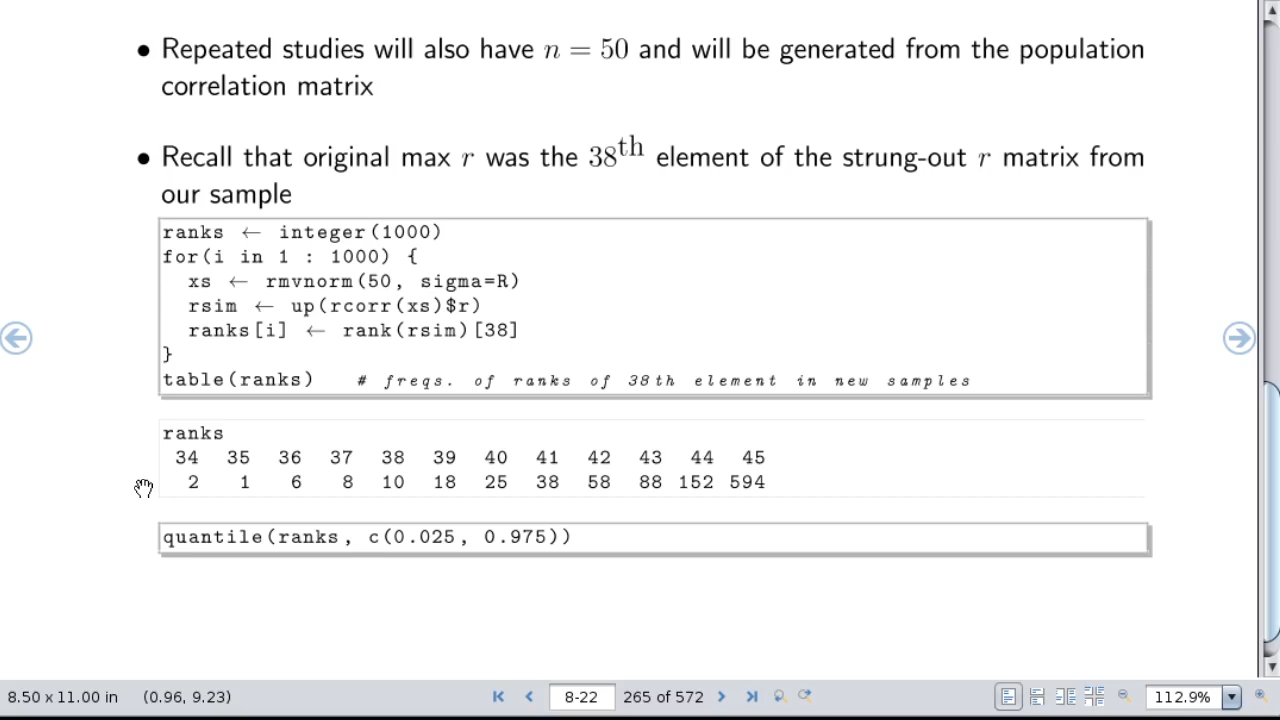 • Repeated studies will also have n = 50 and will be generated from the population
correlation matrix
• Recall that original max r was the 38th element of the strung-out r matrix from
our sample
ranks ← integer(1000)
for(i in 1 : 1000) {
xs ← rmvnorm(50, sigma=R)
rsim ← up(rcorr(xs)$r)
ranks[i] ← rank(rsim)[38]
}
table(ranks) # freqs. of ranks of 38th element in new samples
ranks
34 35 36 37 38 39 40 41 42 43 44 45
2 1 6 8 10 18 25 38 58 88 152 594
quantile(ranks, c(0.025, 0.975))
8.50 x 11.00 in (0.96, 9.23) 8-22 265 of 572 112.9%